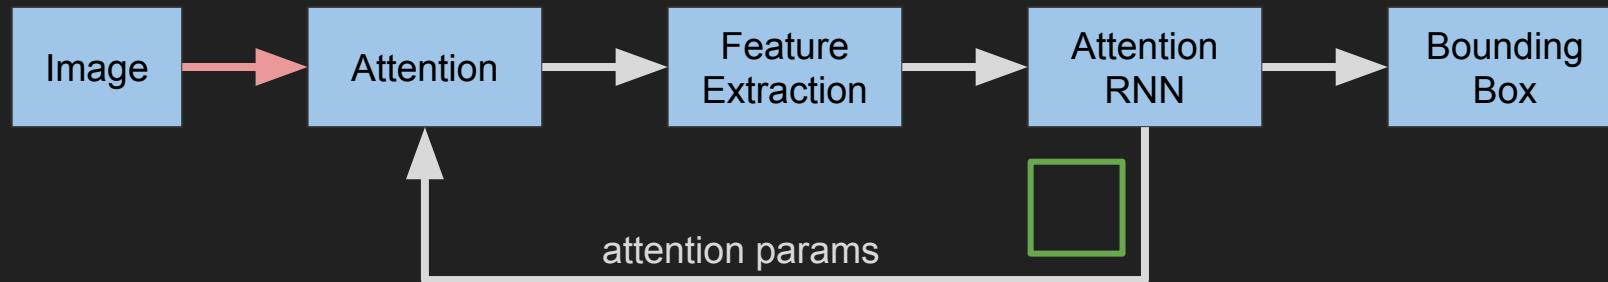 Image
Attention
Feature
Extraction
Attention
RNN
Bounding
Box
attention params